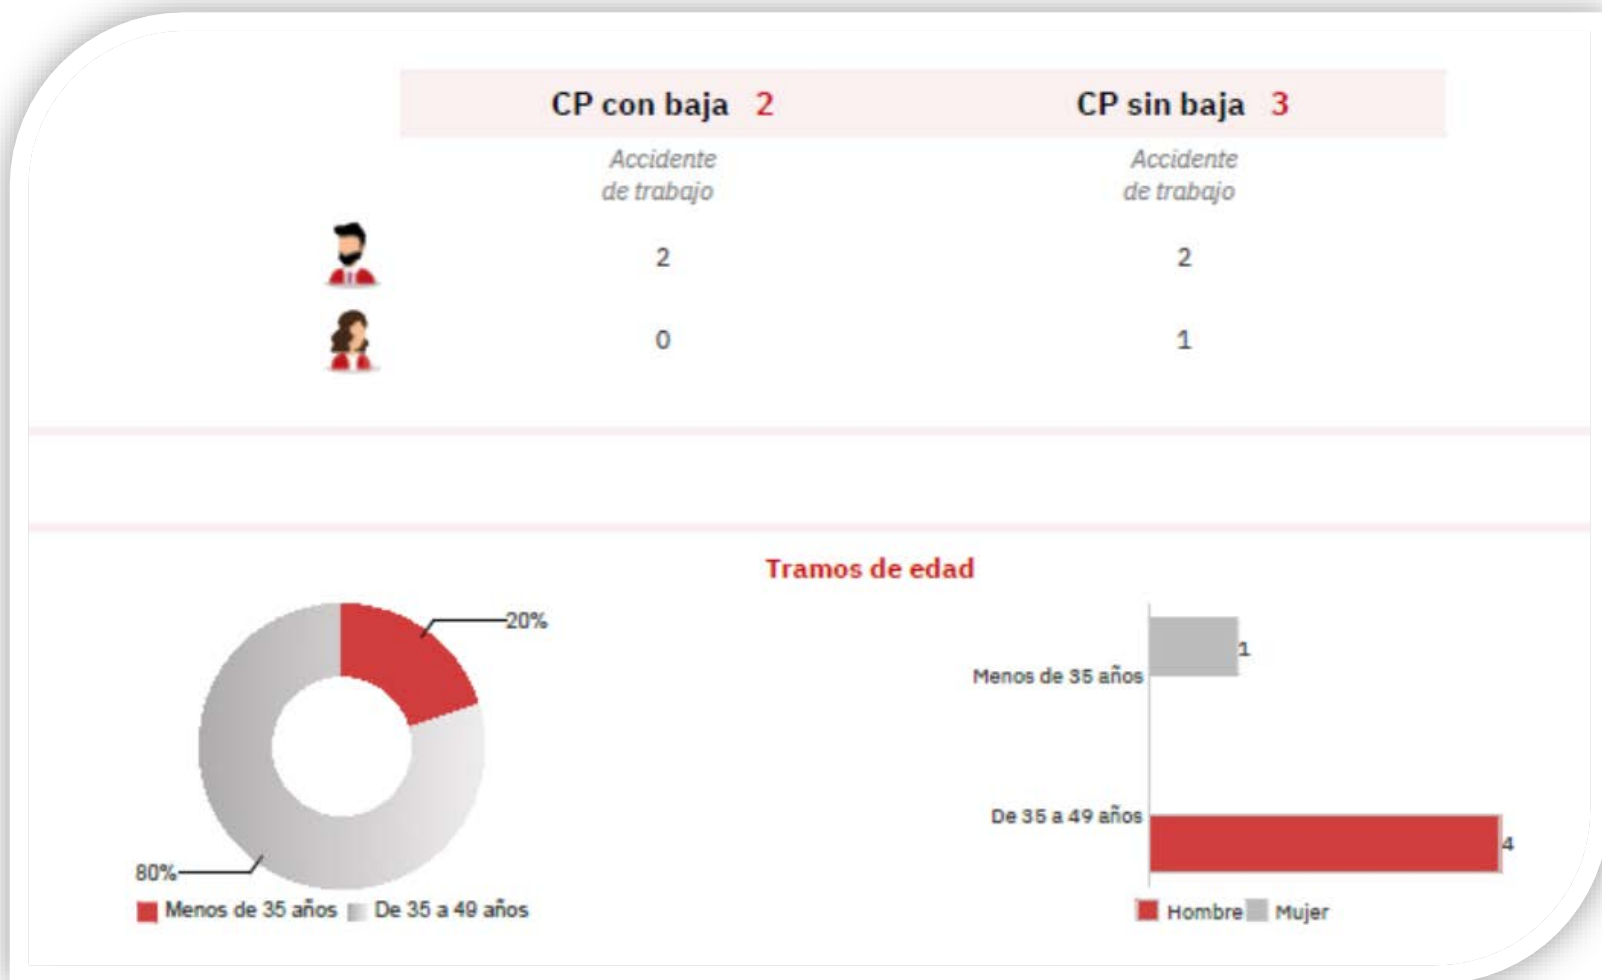 CP con baja 2 CP sin baja 3
Accidente Accidente
de trabajo de trabajo
2 2
0 1
Tramos de edad
20%
80%
Menos de 35 años De 35 a 49 años
1
Menos de 35 años
De 35 a 49 años
4
Hombre Mujer